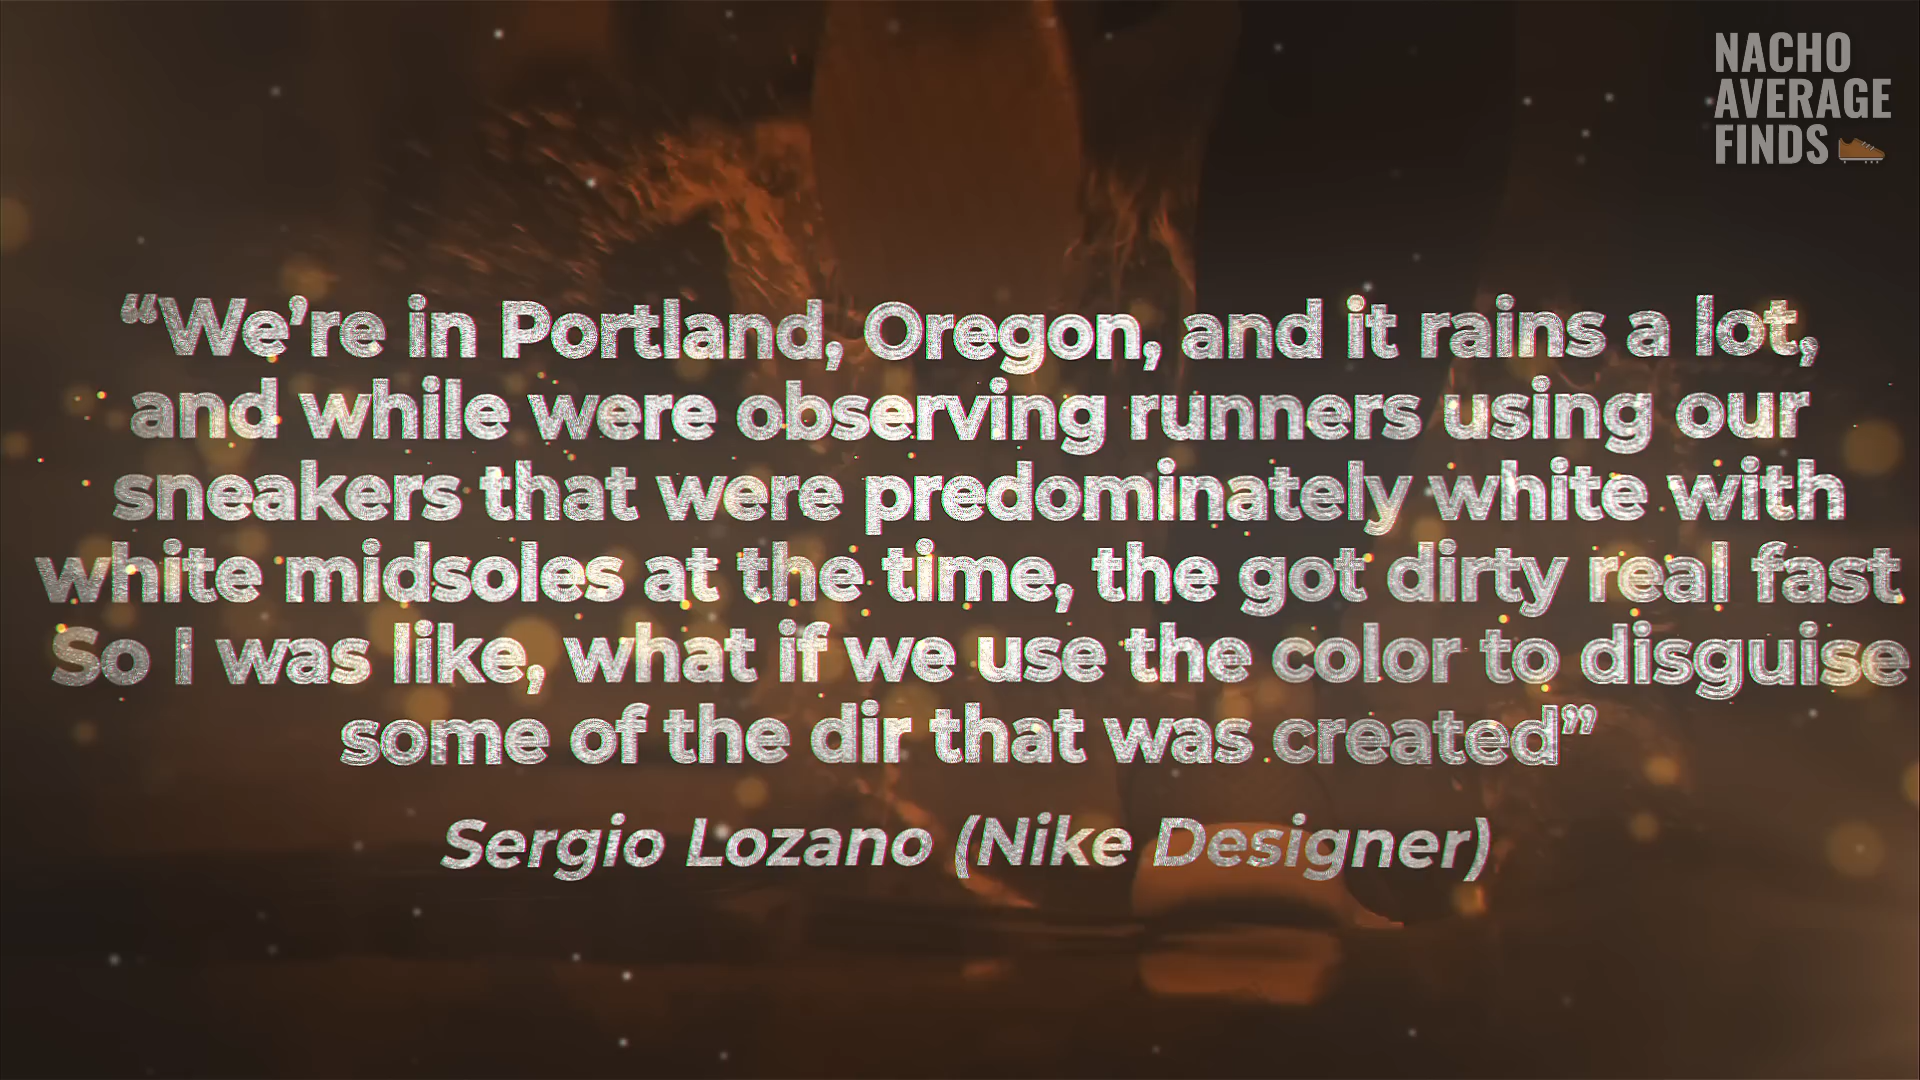 NACHO
AVERAGE
FINDS
“We’re in Portland, Oregon, and it rains a lot,
and while were observing runners using our
sneakers that were predominately white with
white midsoles at the time, the got dirty real fast
So I was like, what if we use the color to disguise
some of the dir that was created”
Sergio Lozano (Nike Designer)